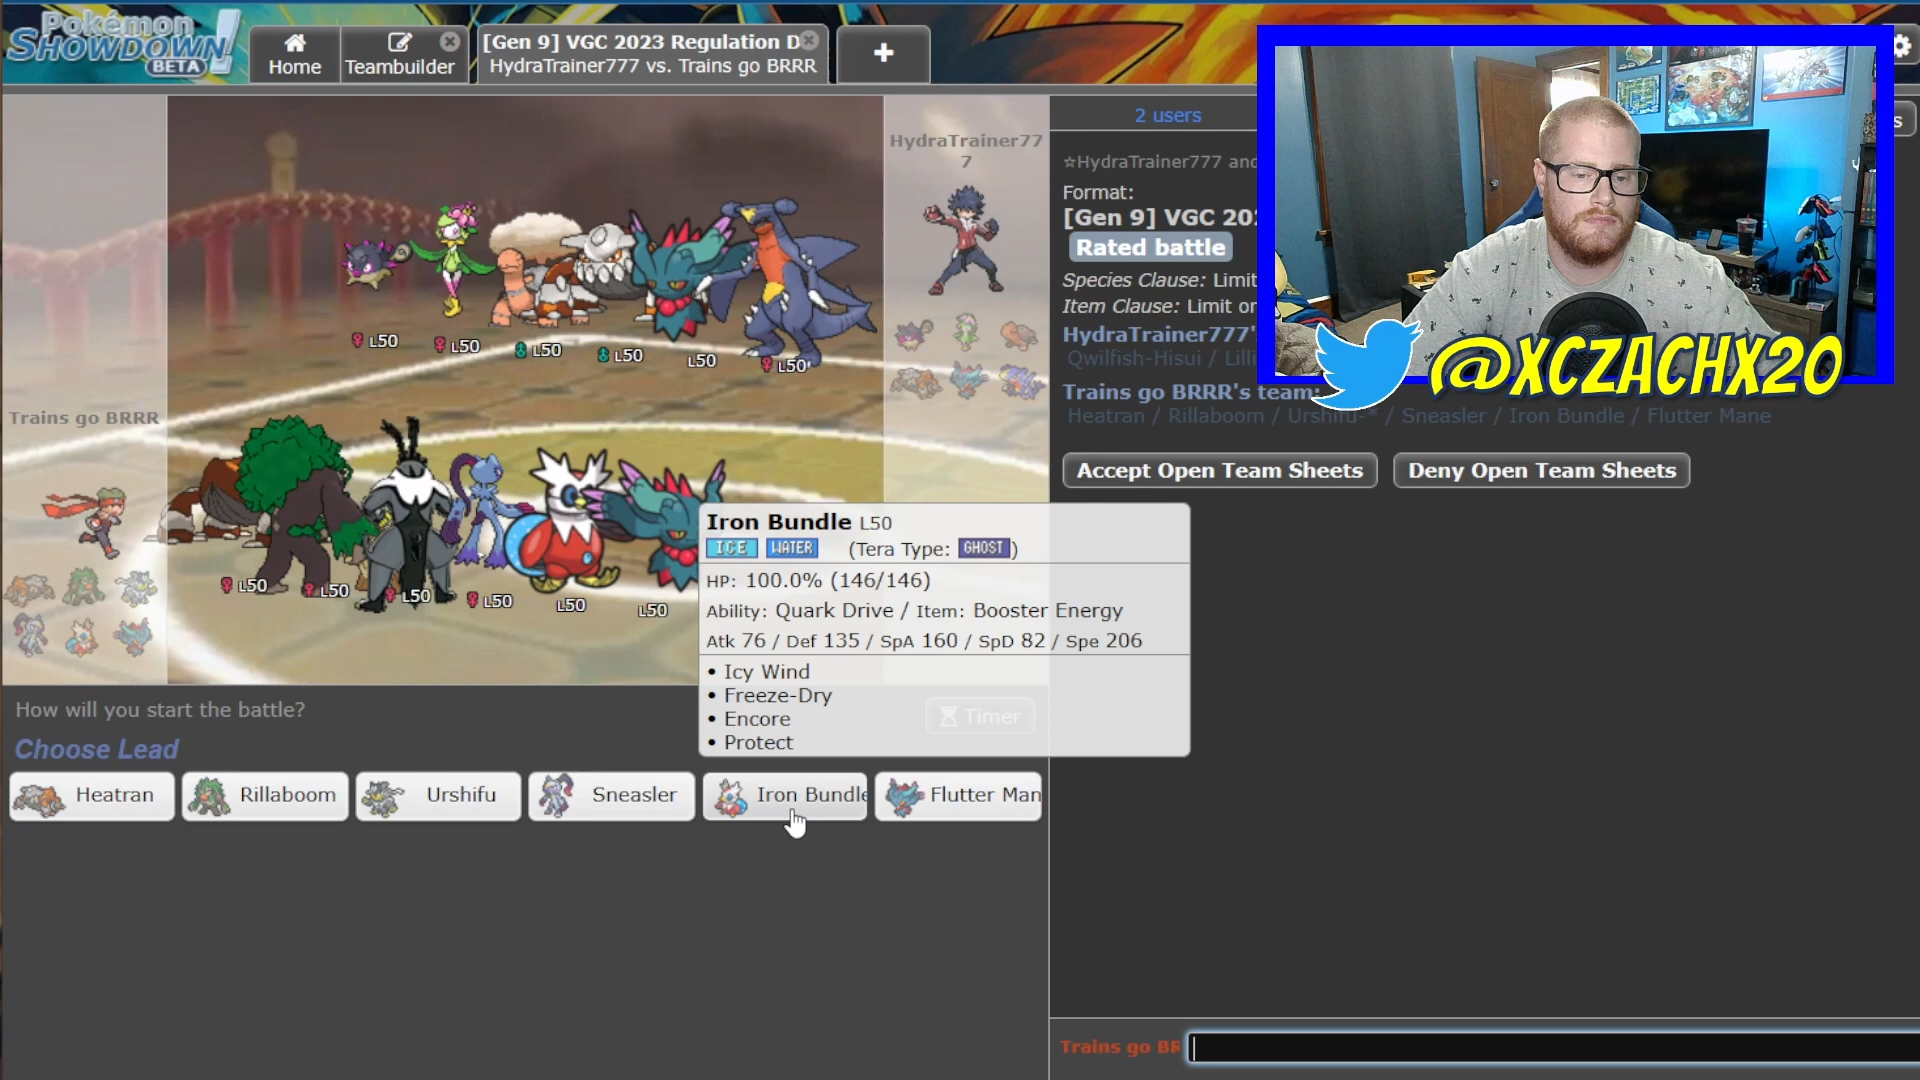 Pokémon
SHOWDOWN!
BETA
Home
Teambuilder
[Gen 9] VGC 2023 Regulation D
HydraTrainer777 vs. Trains go BRRR
+
2 users
HydraTrainer77
7
☆HydraTrainer777 and
Format:
[Gen 9] VGC 202
Rated battle
Species Clause: Limit
Item Clause: Limit on
HydraTrainer777'
Qwilfish-Hisui / Lilli
@XCZACHX20
Trains go BRRR's team:
Heatran / Rillaboom / Urshifu-* / Sneasler / Iron Bundle / Flutter Mane
Accept Open Team Sheets
Deny Open Team Sheets
L50
L50
L50
L50
L50
L50
Trains go BRRR
L50
L50
L50
L50
L50
L50
Iron Bundle L50
ICE WATER (Tera Type: GHOST)
HP: 100.0% (146/146)
Ability: Quark Drive / Item: Booster Energy
Atk 76 / Def 135 / SpA 160 / SpD 82 / Spe 206
• Icy Wind
• Freeze-Dry
• Encore
• Protect
Timer
How will you start the battle?
Choose Lead
Heatran
Rillaboom
Urshifu
Sneasler
Iron Bundle
Flutter Man
Trains go BR